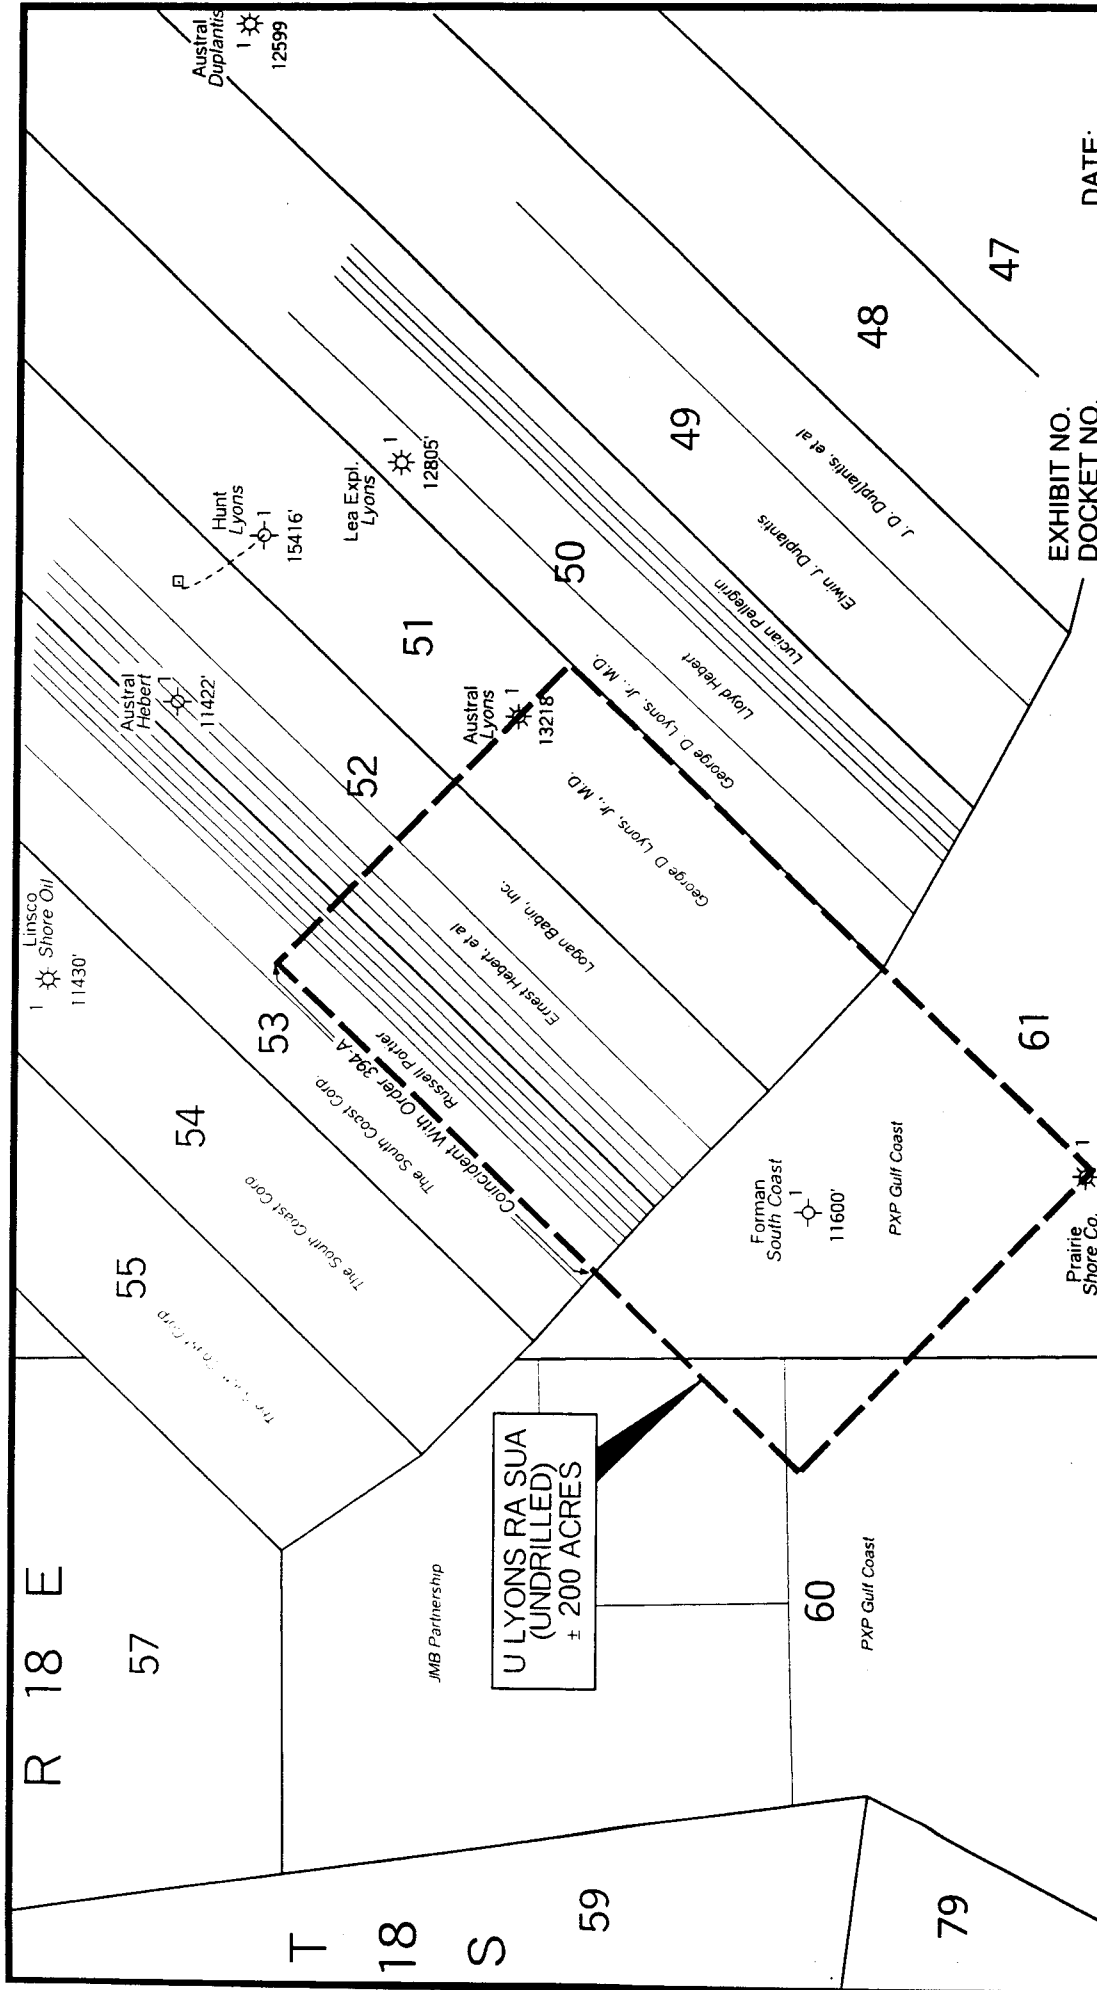 R 18 E
T
18
S
57
55
54
53
52
51
50
49
48
47
59
60
61
79
Linsco
Shore Oil
1
11430'
Austral
Hebert
1
11422'
Hunt
Lyons
1
15416'
Austral
Duplantis
1
12599
Lea Expl.
Lyons
1
12805'
Austral
Lyons
1
13218'
The South Coast Corp
The South Coast Corp.
Coincident With Order 394-A
Russell Portier
Ernest Hebert, et al
Logan Babin, Inc.
George D. Lyons, Jr., M.D.
George D. Lyons, Jr., M.D.
Lloyd Hebert
Lucian Pellegrin
Elwin J. Duplantis
J. D. Dupllantis, et al
JMB Partnership
U LYONS RA SUA
(UNDRILLED)
± 200 ACRES
Forman
South Coast
1
11600'
PXP Gulf Coast
PXP Gulf Coast
Prairie
Shore Co.
1
EXHIBIT NO.
DOCKET NO.
DATE: